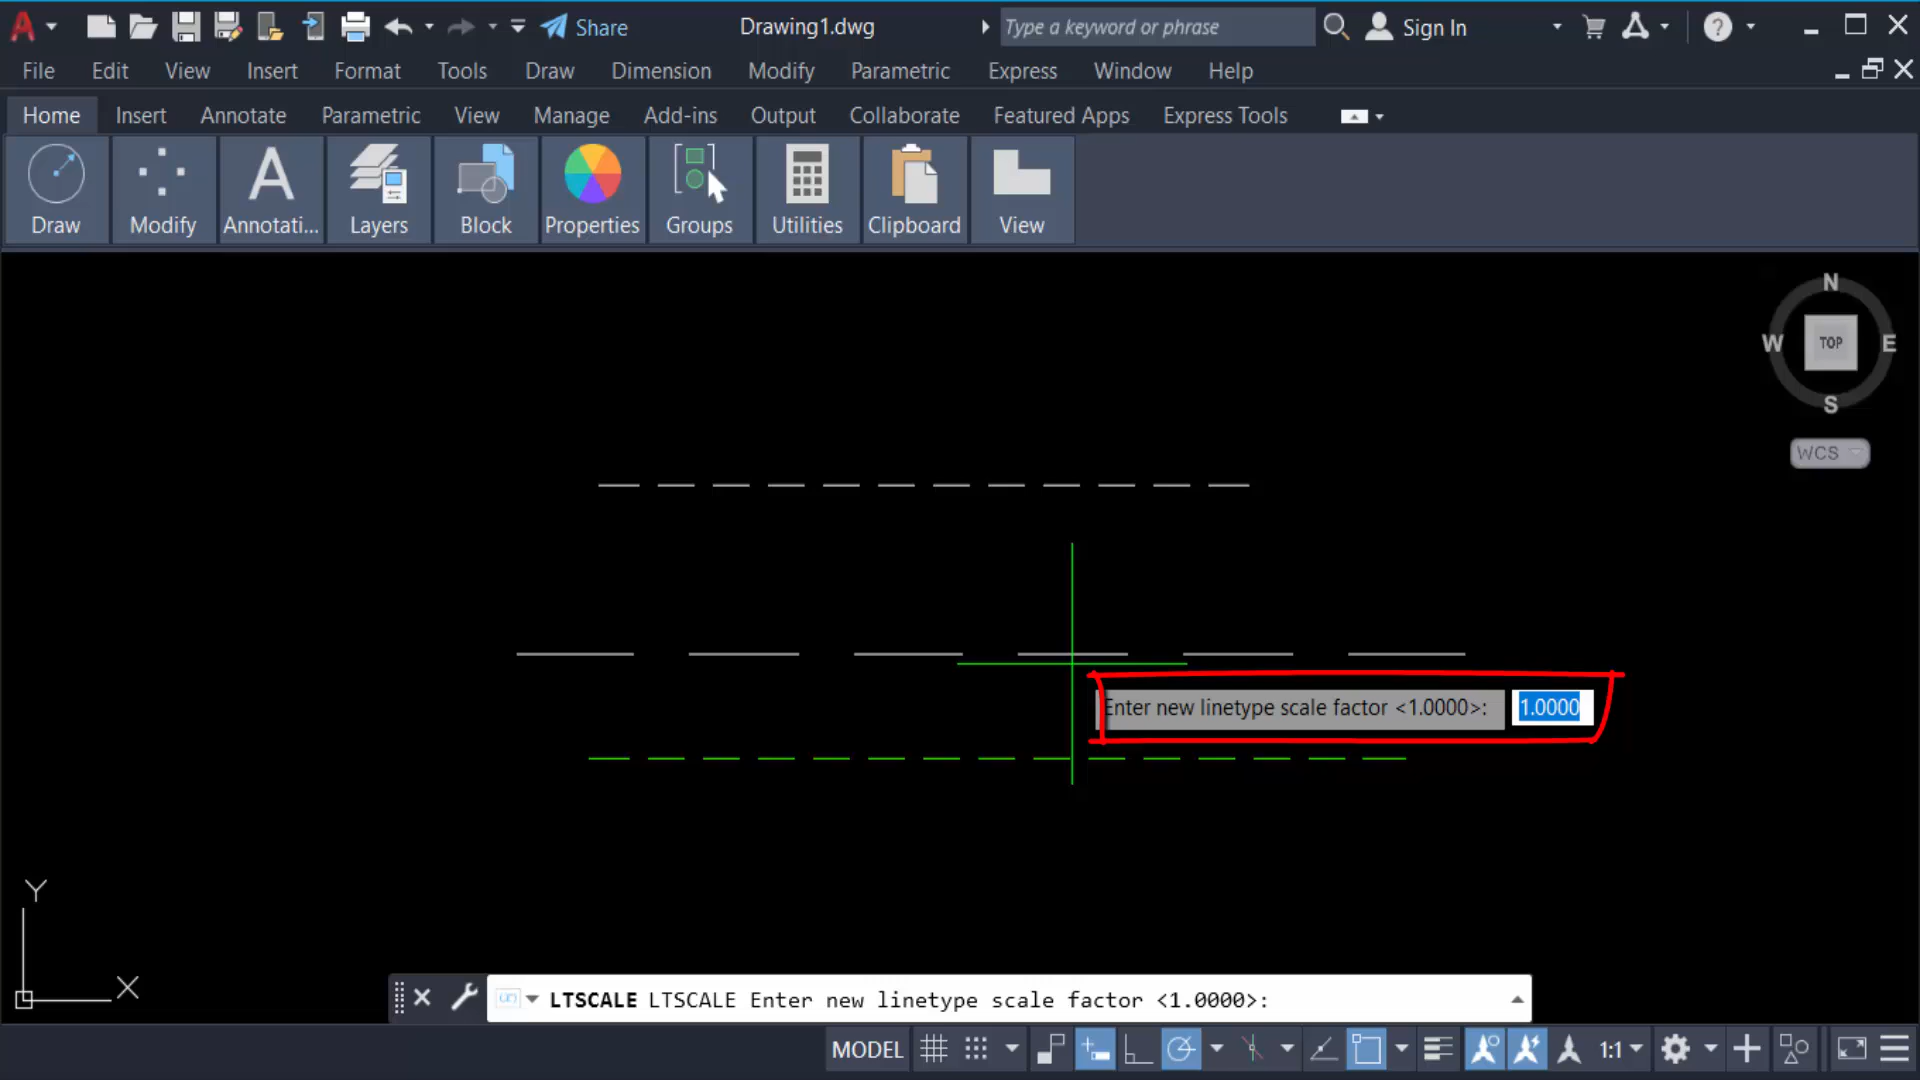 Share
Drawing1.dwg
Type a keyword or phrase
Sign In
File Edit View Insert Format Tools Draw Dimension Modify Parametric Express Window Help
Home Insert Annotate Parametric View Manage Add-ins Output Collaborate Featured Apps Express Tools
Draw Modify Annotati... Layers Block Properties Groups Utilities Clipboard View
N
W TOP E
S
WCS
Enter new linetype scale factor <1.0000>: 1.0000
Y
X
LTSCALE LTSCALE Enter new linetype scale factor <1.0000>:
MODEL 1:1